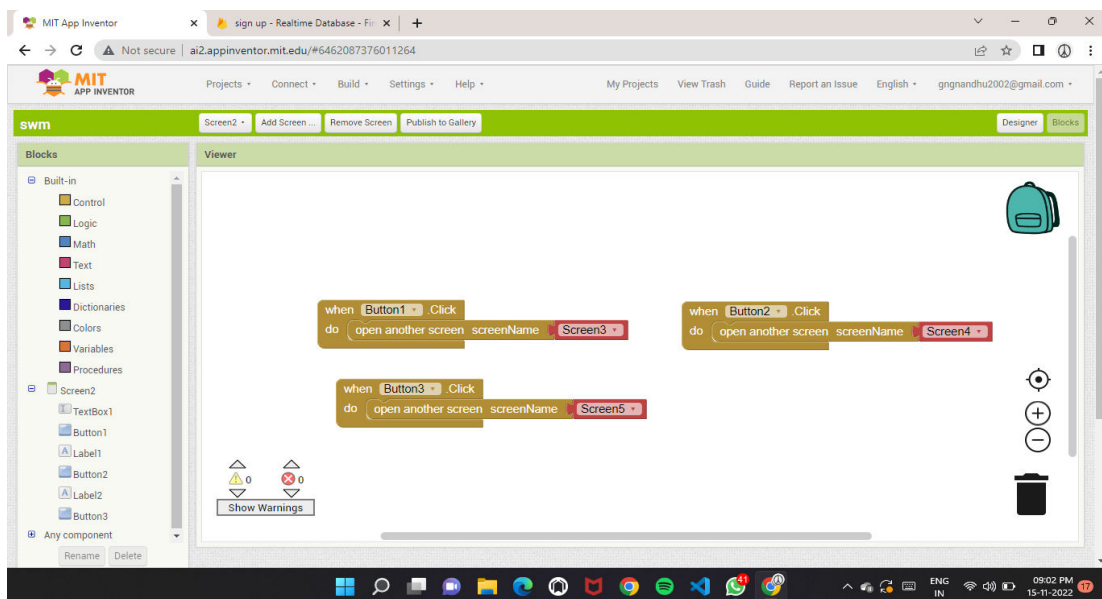 MIT App Inventor
sign up - Realtime Database - Fir
Not secure ai2.appinventor.mit.edu/#6462087376011264
MIT
APP INVENTOR
Projects Connect Build Settings Help My Projects View Trash Guide Report an Issue English gngnandhu2002@gmail.com
swm Screen2 Add Screen ... Remove Screen Publish to Gallery Designer Blocks
Blocks Viewer
Built-in
Control
Logic
Math
Text
Lists
Dictionaries
Colors
Variables
Procedures
Screen2
TextBox1
Button1
Label1
Button2
Label2
Button3
Any component
Rename Delete
when Button1 .Click
do open another screen screenName Screen3
when Button2 .Click
do open another screen screenName Screen4
when Button3 .Click
do open another screen screenName Screen5
0 0
Show Warnings
41
ENG
IN
09:02 PM
15-11-2022
17